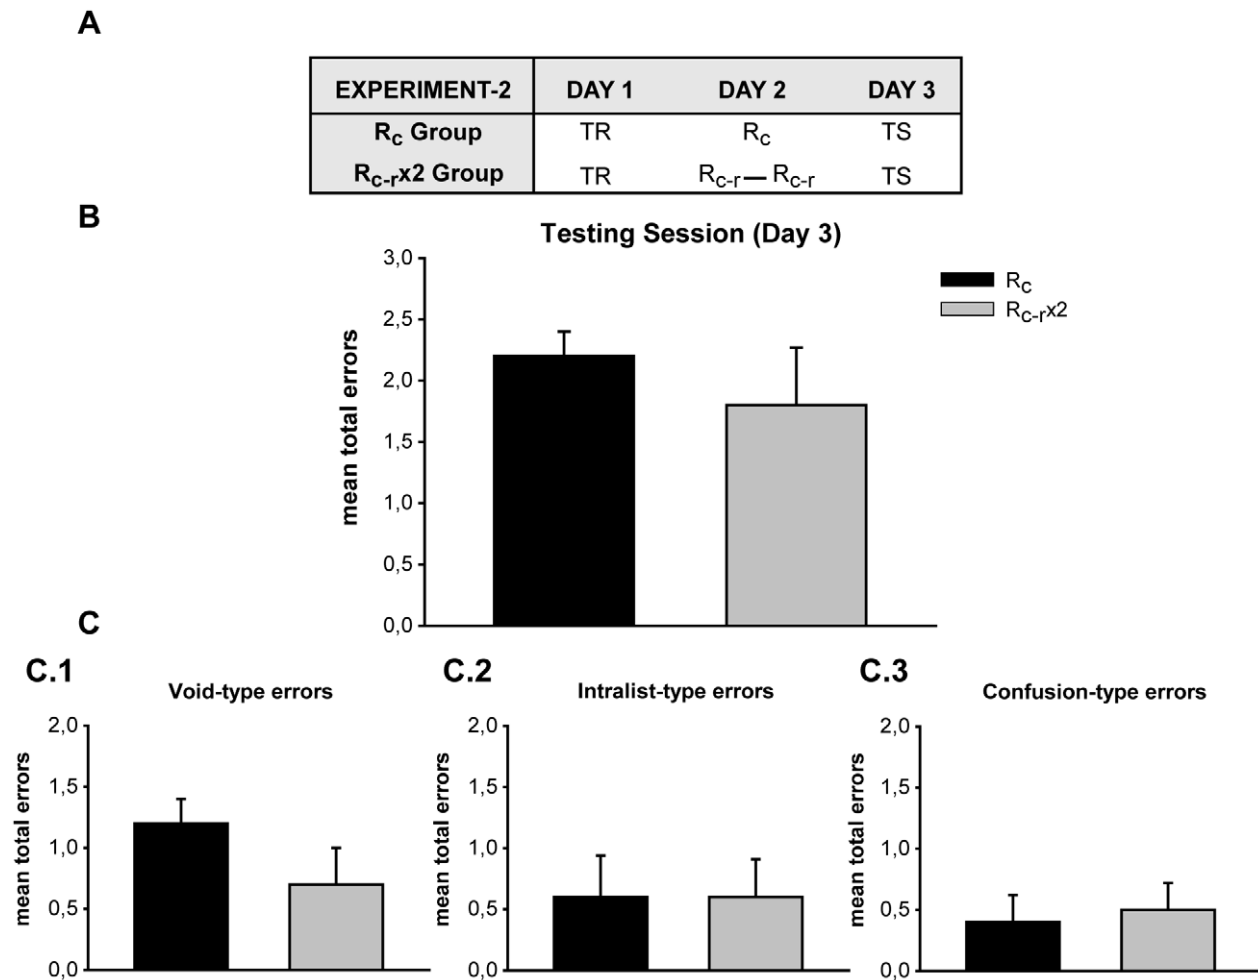 A
EXPERIMENT-2 DAY 1 DAY 2 DAY 3
Rc Group TR Rc TS
Rc-rx2 Group TR Rc-r — Rc-r TS
B
Testing Session (Day 3)
mean total errors
3,0
2,5
2,0
1,5
1,0
0,5
0,0
Rc
Rc-rx2
C
C.1
Void-type errors
mean total errors
2,0
1,5
1,0
0,5
0,0
C.2
Intralist-type errors
mean total errors
2,0
1,5
1,0
0,5
0,0
C.3
Confusion-type errors
mean total errors
2,0
1,5
1,0
0,5
0,0